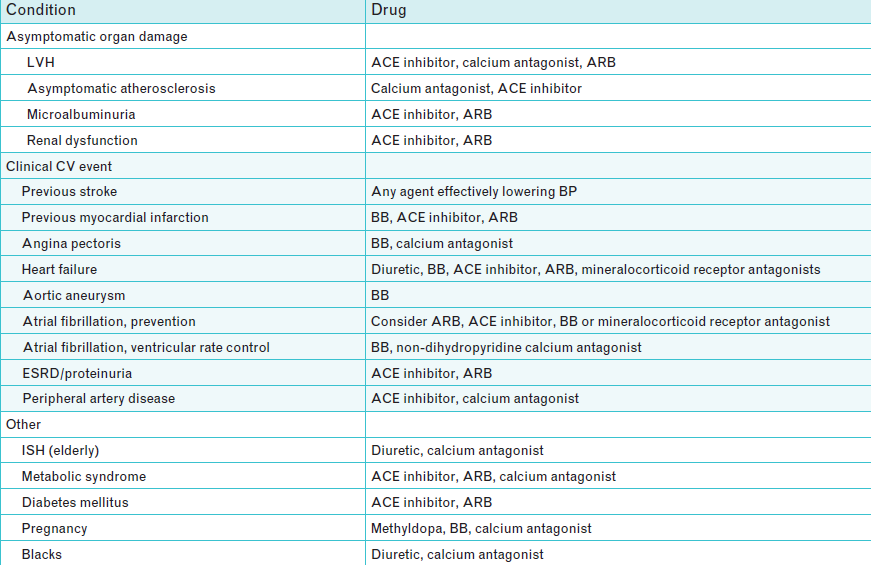 Condition Drug
Asymptomatic organ damage
LVH ACE inhibitor, calcium antagonist, ARB
Asymptomatic atherosclerosis Calcium antagonist, ACE inhibitor
Microalbuminuria ACE inhibitor, ARB
Renal dysfunction ACE inhibitor, ARB
Clinical CV event
Previous stroke Any agent effectively lowering BP
Previous myocardial infarction BB, ACE inhibitor, ARB
Angina pectoris BB, calcium antagonist
Heart failure Diuretic, BB, ACE inhibitor, ARB, mineralocorticoid receptor antagonists
Aortic aneurysm BB
Atrial fibrillation, prevention Consider ARB, ACE inhibitor, BB or mineralocorticoid receptor antagonist
Atrial fibrillation, ventricular rate control BB, non-dihydropyridine calcium antagonist
ESRD/proteinuria ACE inhibitor, ARB
Peripheral artery disease ACE inhibitor, calcium antagonist
Other
ISH (elderly) Diuretic, calcium antagonist
Metabolic syndrome ACE inhibitor, ARB, calcium antagonist
Diabetes mellitus ACE inhibitor, ARB
Pregnancy Methyldopa, BB, calcium antagonist
Blacks Diuretic, calcium antagonist